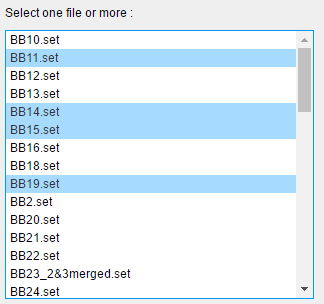 Select one file or more :
BB10.set
BB11.set
BB12.set
BB13.set
BB14.set
BB15.set
BB16.set
BB18.set
BB19.set
BB2.set
BB20.set
BB21.set
BB22.set
BB23_2&3merged.set
BB24.set